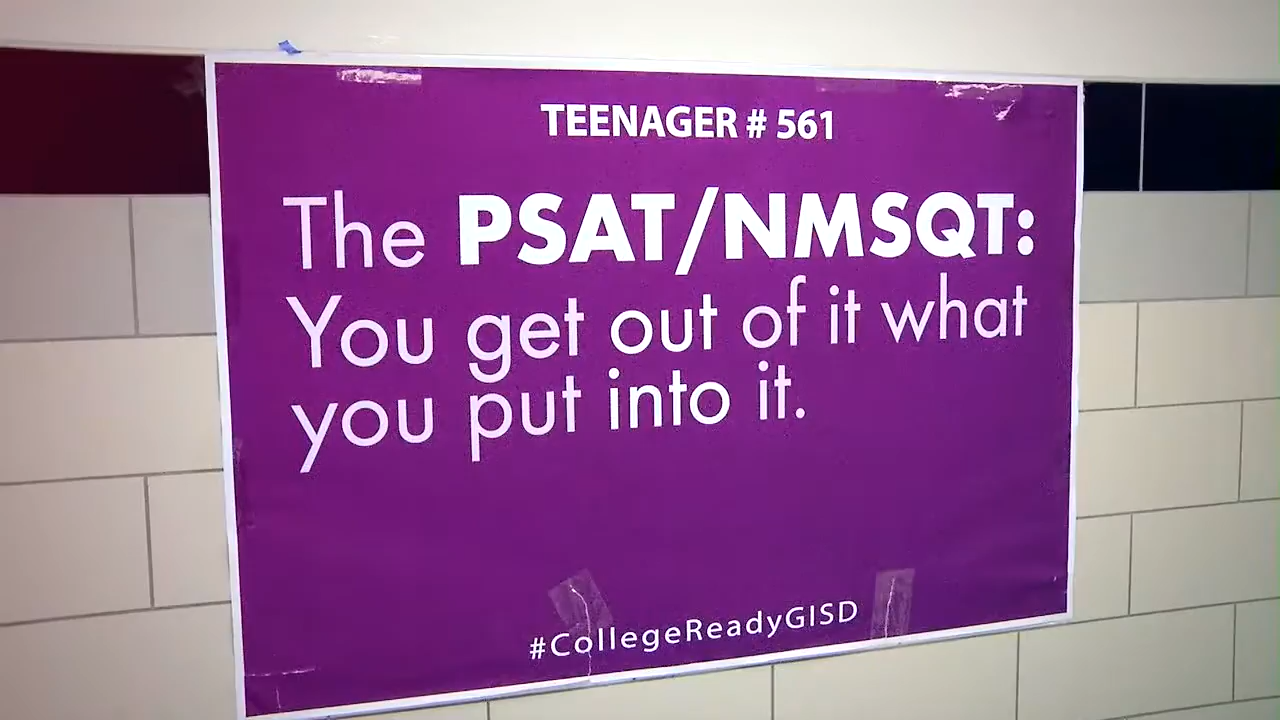 TEENAGER # 561
The PSAT/NMSQT:
You get out of it what
you put into it.
#CollegeReadyGISD